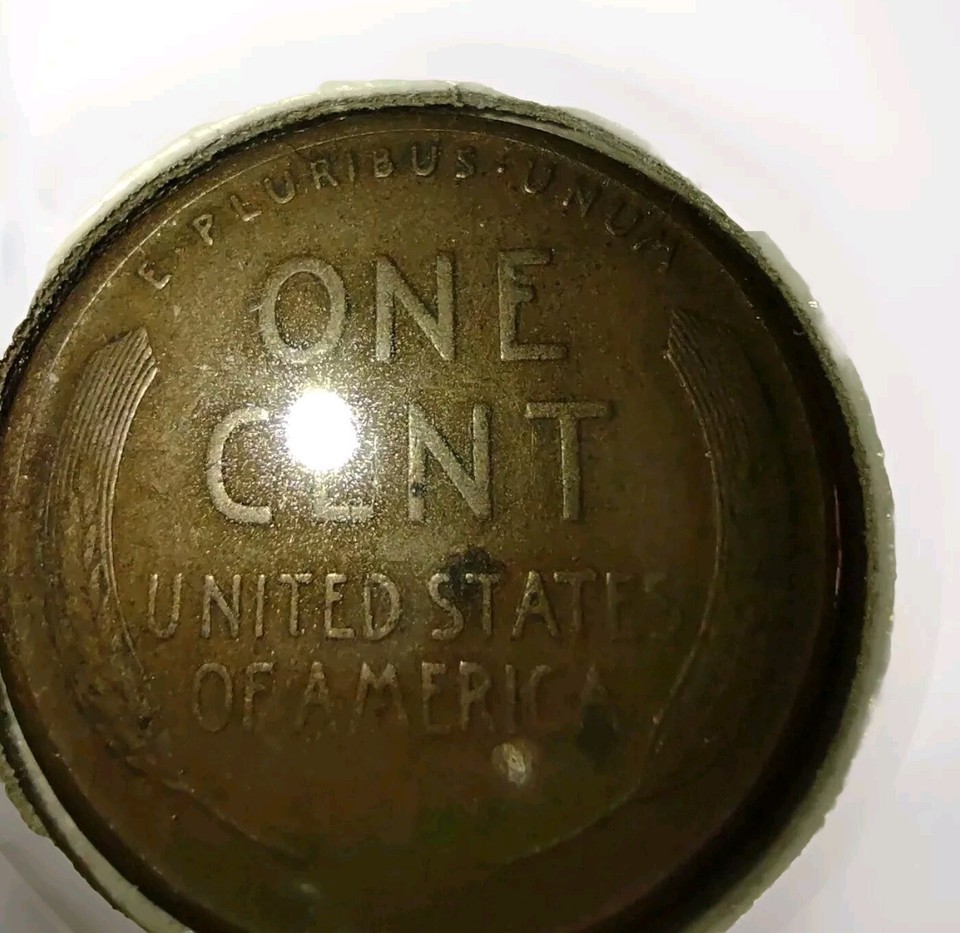 E·PLURIBUS·UNUM
ONE
CENT
UNITED STATES
OF AMERICA